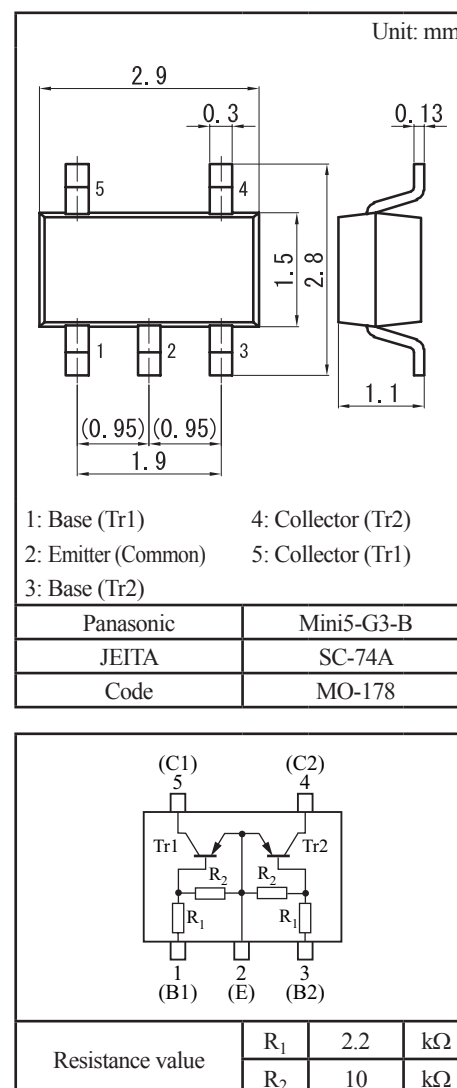 Unit: mm
2.9
0.3
0.13
5
4
1.5
2.8
1
2
3
1.1
(0.95) (0.95)
1.9
1: Base (Tr1) 4: Collector (Tr2)
2: Emitter (Common) 5: Collector (Tr1)
3: Base (Tr2)
Panasonic Mini5-G3-B
JEITA SC-74A
Code MO-178
(C1) (C2)
5 4
Tr1 Tr2
R2 R2
R1 R1
1 2 3
(B1) (E) (B2)
Resistance value R1 2.2 kΩ
R2 10 kΩ